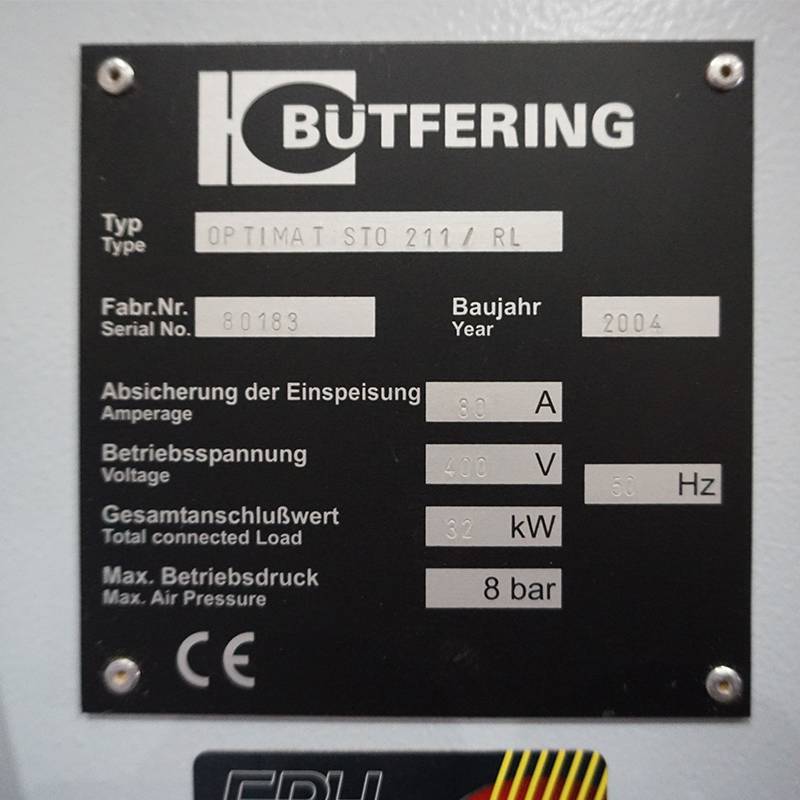 BÜTFERING
Typ
Type
OPTIMAT STO 211/ RL
Fabr.Nr.
Serial No.
80183
Baujahr
Year
2004
Absicherung der Einspeisung
Amperage
80 A
Betriebsspannung
Voltage
400 V
50 Hz
Gesamtanschlußwert
Total connected Load
32 kW
Max. Betriebsdruck
Max. Air Pressure
8 bar
CE